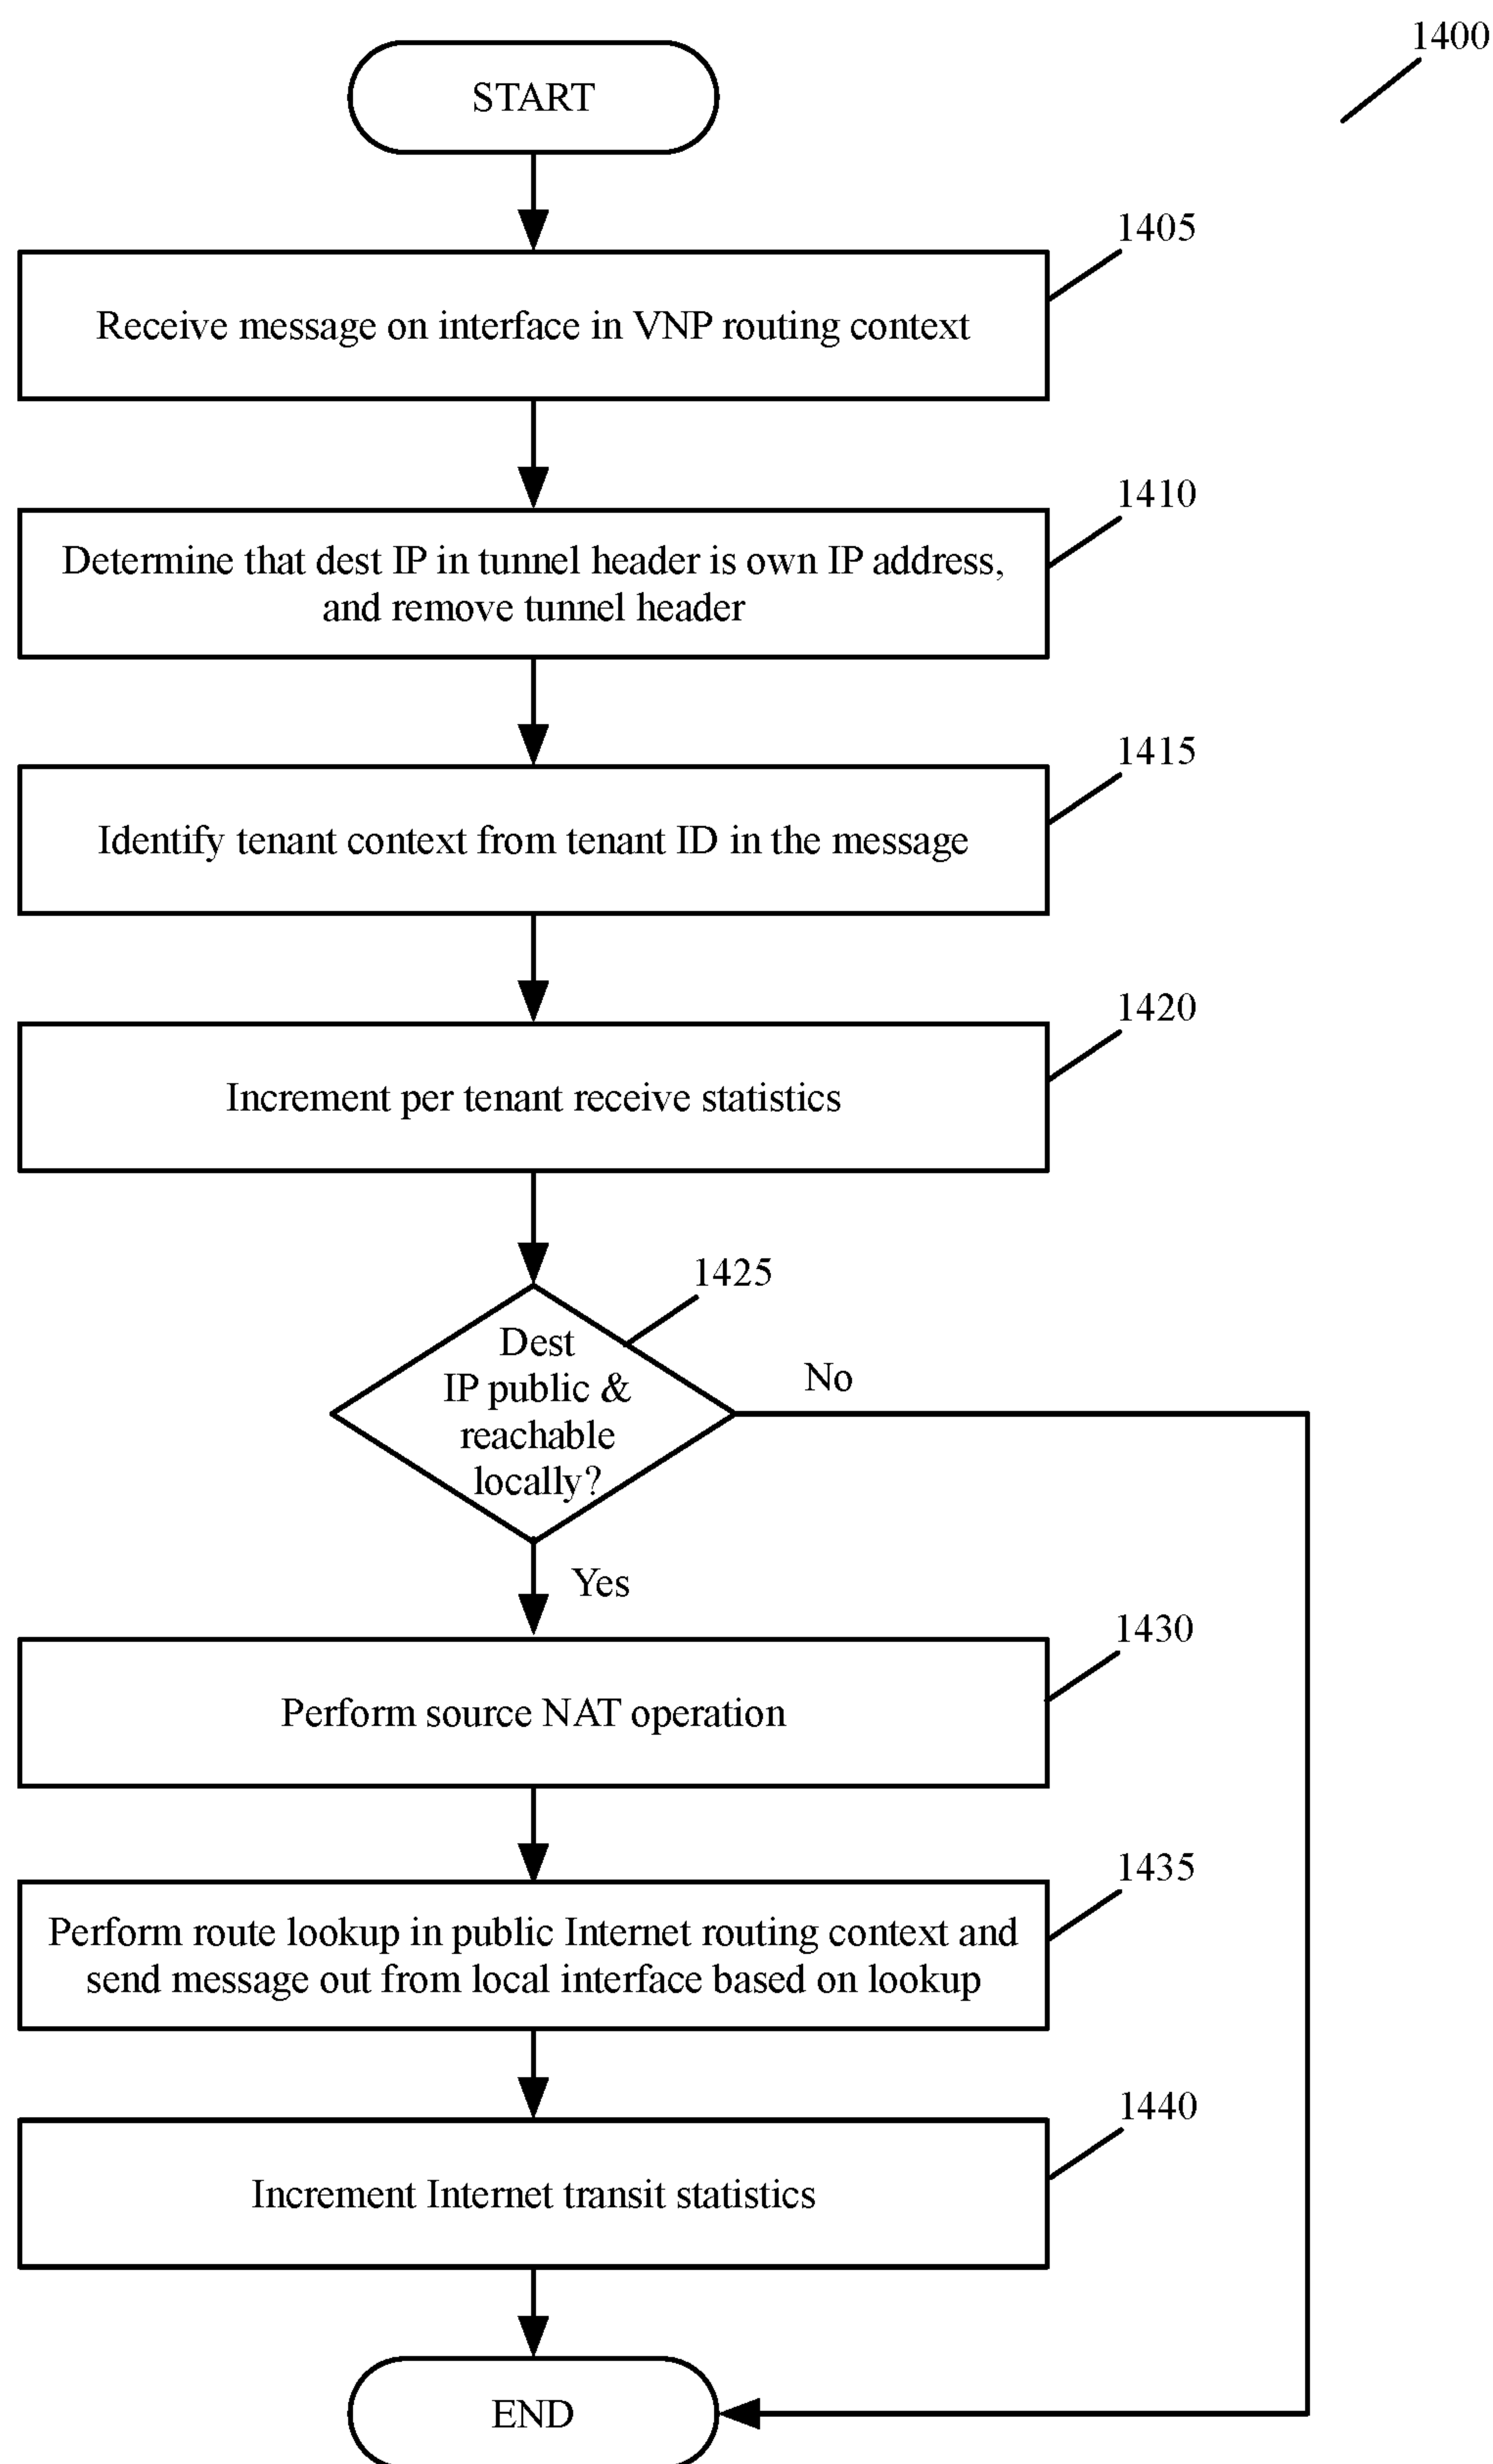 1400
START
1405
Receive message on interface in VNP routing context
1410
Determine that dest IP in tunnel header is own IP address,
and remove tunnel header
1415
Identify tenant context from tenant ID in the message
1420
Increment per tenant receive statistics
1425
Dest
IP public &
reachable
locally?
No
Yes
1430
Perform source NAT operation
1435
Perform route lookup in public Internet routing context and
send message out from local interface based on lookup
1440
Increment Internet transit statistics
END